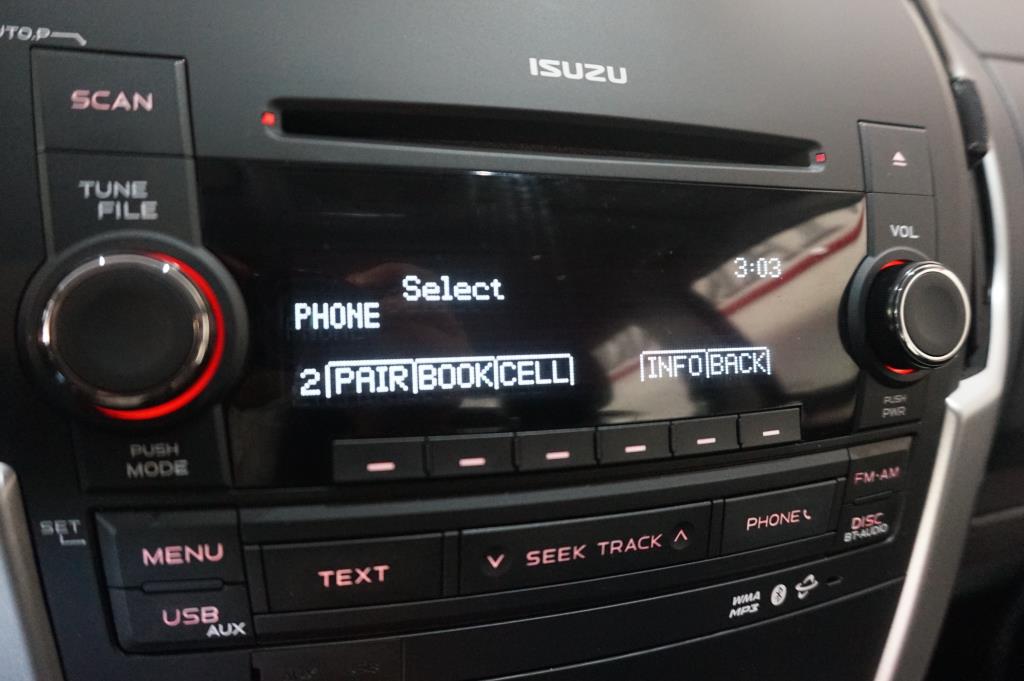 AUTO.P
ISUZU
SCAN
TUNE
FILE
VOL
3:03
Select
PHONE
2 PAIR BOOK CELL INFO BACK
PUSH
PWR
PUSH
MODE
FM-AM
SET
MENU
TEXT
SEEK TRACK
PHONE
DISC
BT-AUDIO
USB
AUX
WMA
MP3